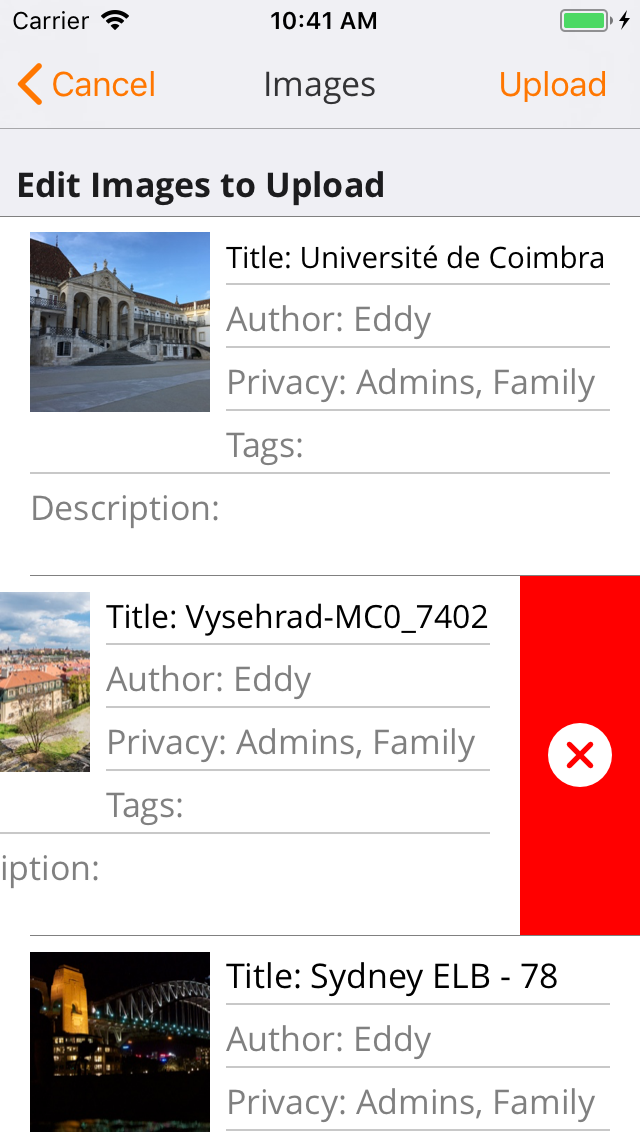 Carrier 10:41 AM
Cancel Images Upload
Edit Images to Upload
Title: Université de Coimbra
Author: Eddy
Privacy: Admins, Family
Tags:
Description:
Title: Vysehrad-MC0_7402
Author: Eddy
Privacy: Admins, Family
Tags:
iption:
Title: Sydney ELB - 78
Author: Eddy
Privacy: Admins, Family